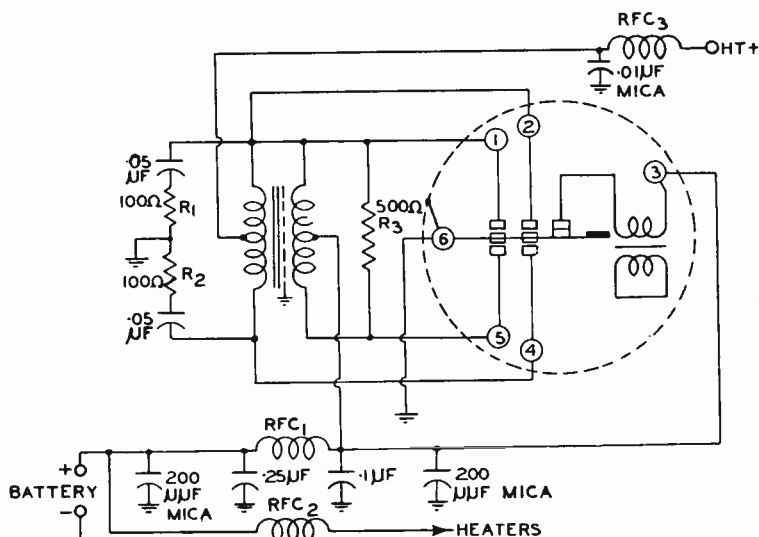 RFC3
HT+
.01µF
MICA
.05
µF
100Ω
R1
100Ω
R2
.05
µF
500Ω
R3
1
2
3
6
5
4
RFC1
+
BATTERY
-
200
µµF
MICA
.25µF
.1µF
200
µµF MICA
RFC2
HEATERS